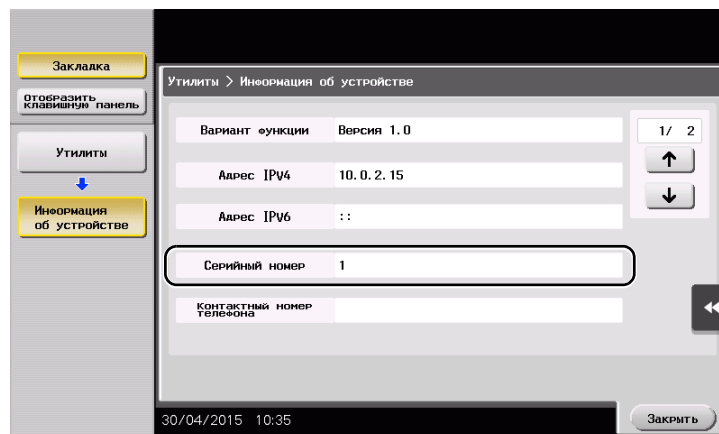 Закладка
Отобразить
клавишную панель
Утилиты
Информация
об устройстве
Утилиты > Информация об устройстве
Вариант функции Версия 1.0
1/ 2
Адрес IPv4 10.0.2.15
Адрес IPv6 ::
Серийный номер 1
Контактный номер
телефона
30/04/2015 10:35
Закрыть